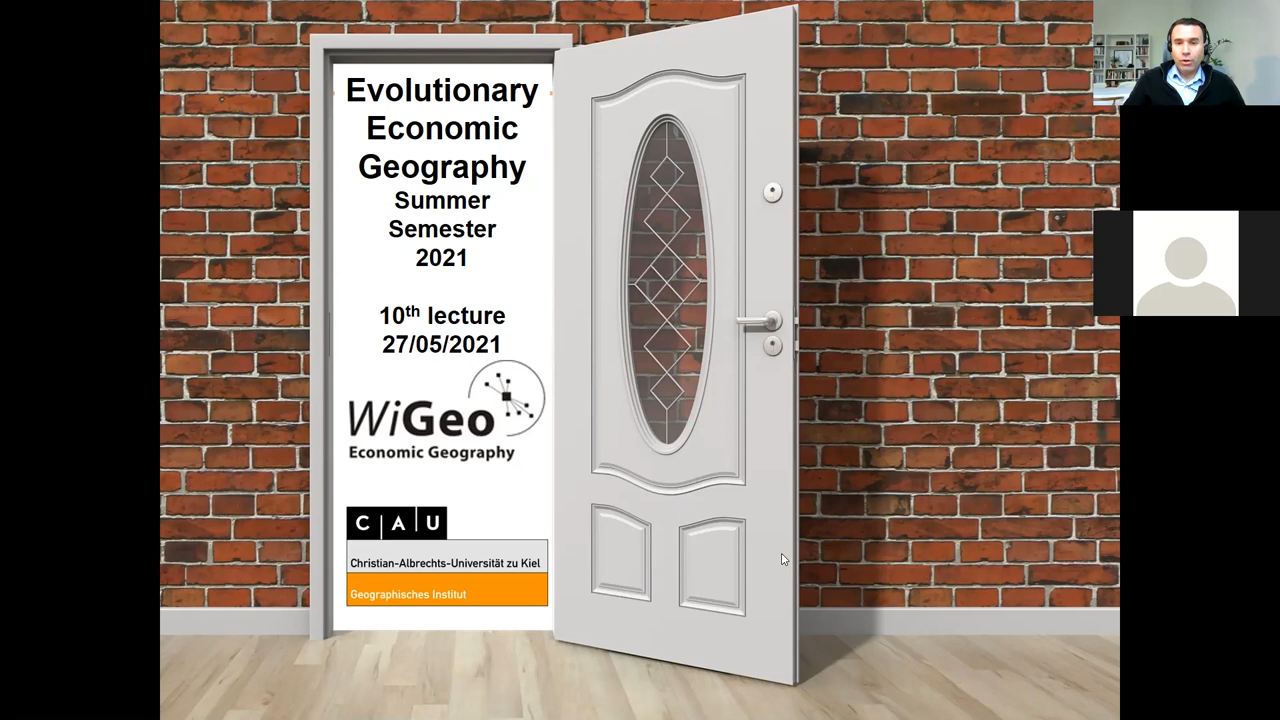 Evolutionary
Economic
Geography
Summer
Semester
2021
10th lecture
27/05/2021
WiGeo
Economic Geography
C A U
Christian-Albrechts-Universität zu Kiel
Geographisches Institut